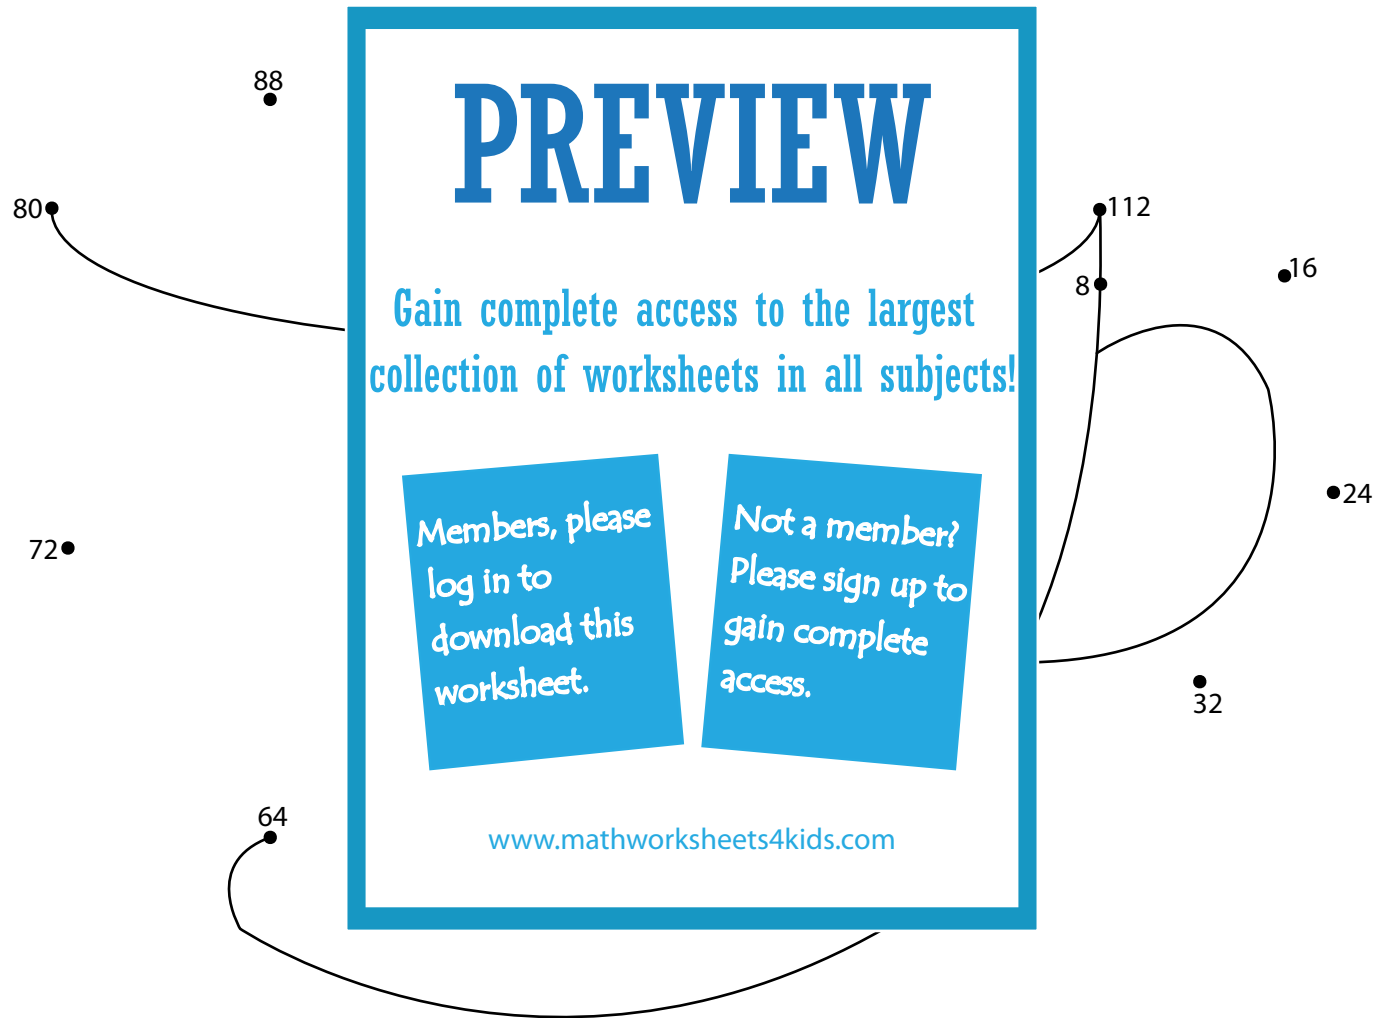 88
PREVIEW
80
112
16
8
Gain complete access to the largest
collection of worksheets in all subjects!
24
72
Members, please
log in to
download this
worksheet.
Not a member?
Please sign up to
gain complete
access.
32
64
www.mathworksheets4kids.com